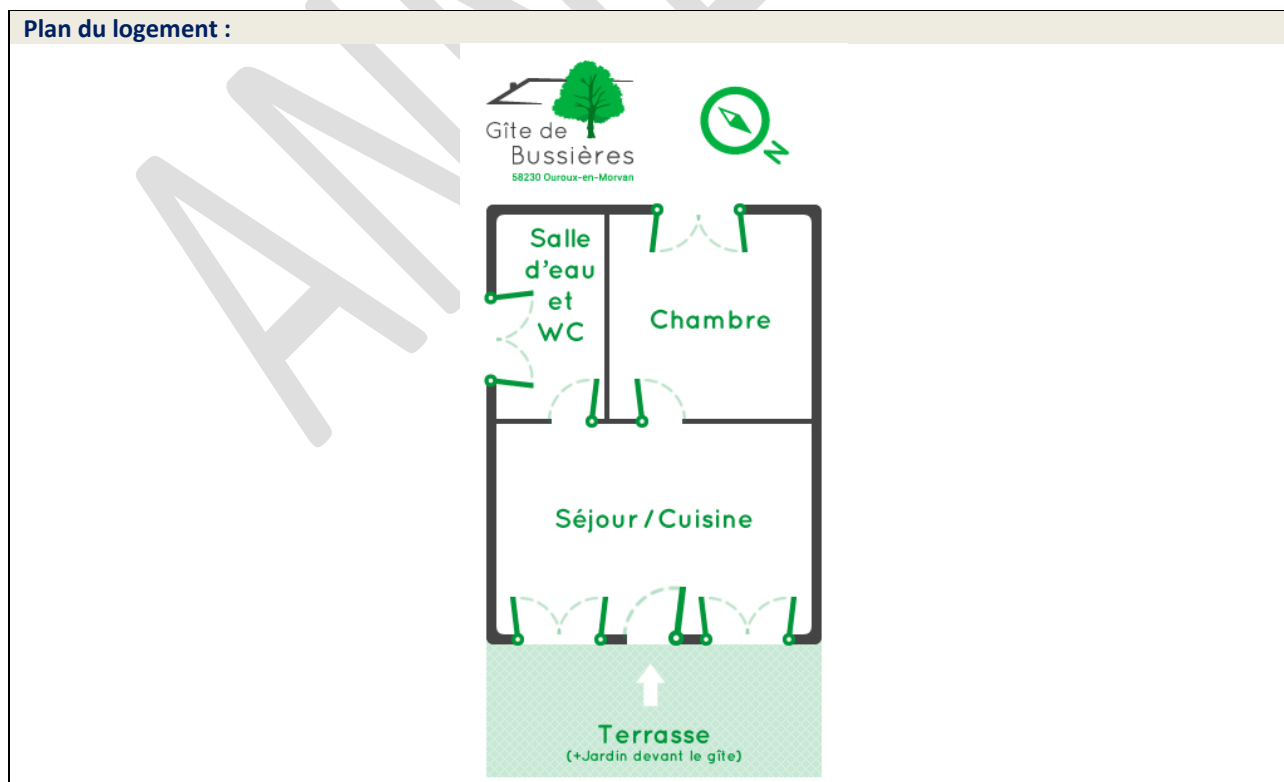 Plan du logement :
Gîte de
Bussières
58230 Ouroux-en-Morvan
N
Salle
d'eau
et
WC
Chambre
Séjour / Cuisine
Terrasse
(+Jardin devant le gîte)